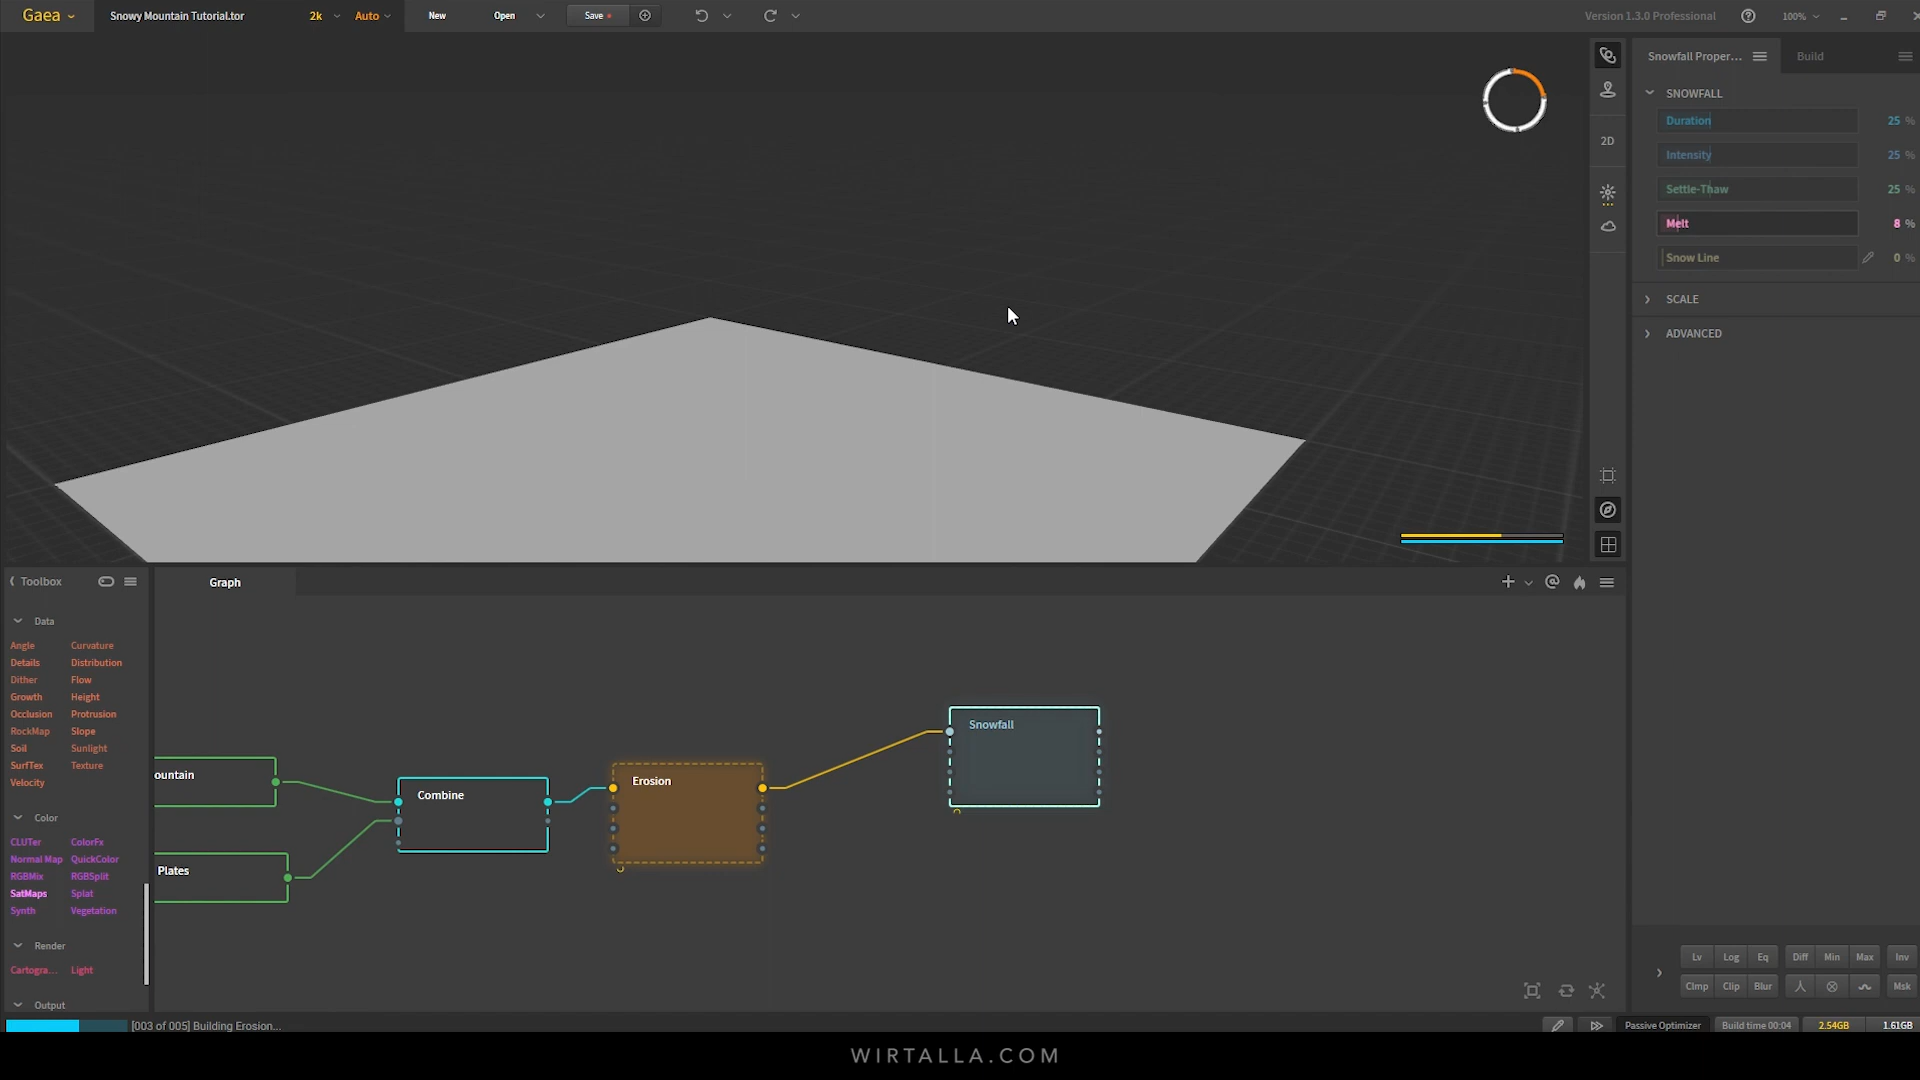 Gaea
Snowy Mountain Tutorial.tor
2k
Auto
New
Open
Save
Version 1.3.0 Professional
100%
Snowfall Proper...
Build
SNOWFALL
Duration 25 %
Intensity 25 %
Settle-Thaw 25 %
Melt 8 %
Snow Line 0 %
SCALE
ADVANCED
2D
Toolbox
Graph
Data
Angle Curvature
Details Distribution
Dither Flow
Growth Height
Occlusion Protrusion
RockMap Slope
Soil Sunlight
SurfTex Texture
Velocity
Color
CLUTer ColorFx
Normal Map QuickColor
RGBMix RGBSplit
SatMaps Splat
Synth Vegetation
Render
Cartogra... Light
Output
ountain
Plates
Combine
Erosion
Snowfall
Lv Log Eq Diff Min Max Inv
Clmp Clip Blur Msk
[003 of 005] Building Erosion...
Passive Optimizer
Build time 00:04
2.54GB
1.61GB
WIRTALLA.COM